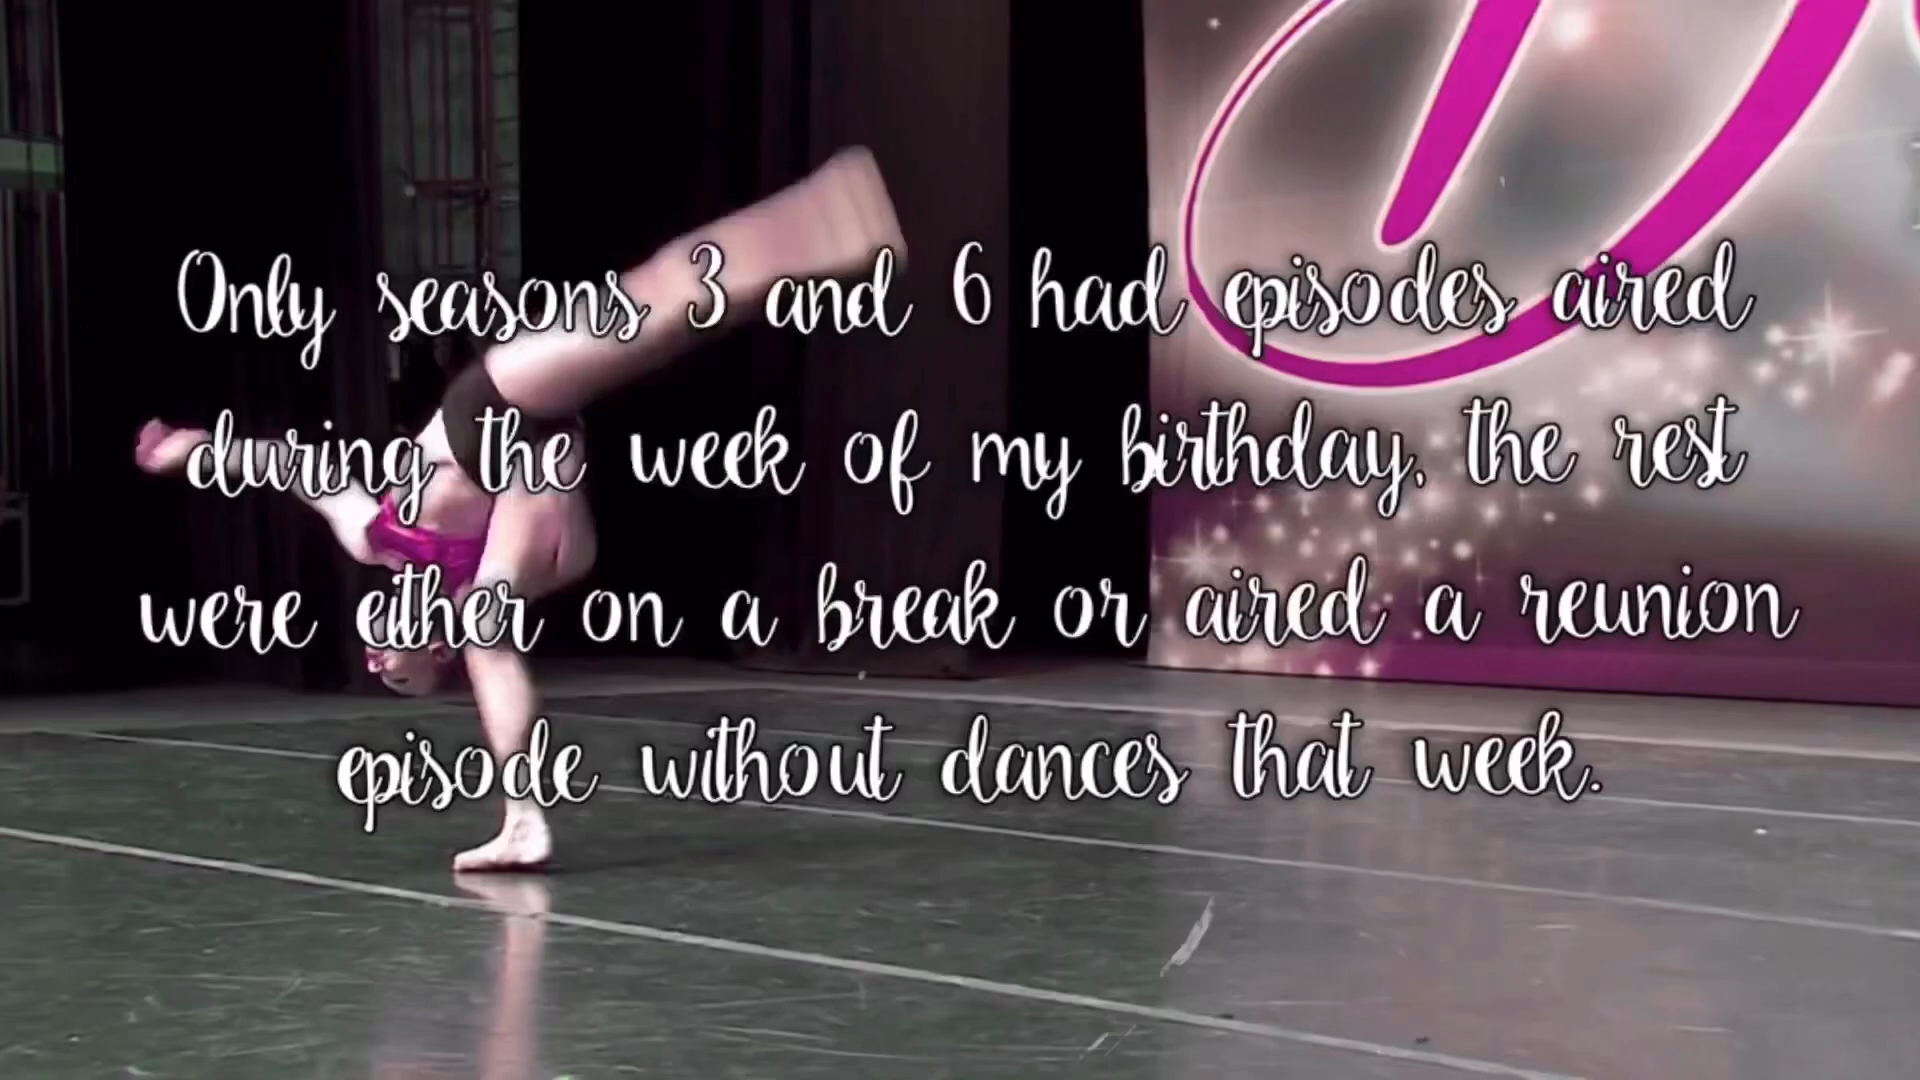 Only seasons 3 and 6 had episodes aired
during the week of my birthday, the rest
were either on a break or aired a reunion
episode without dances that week.